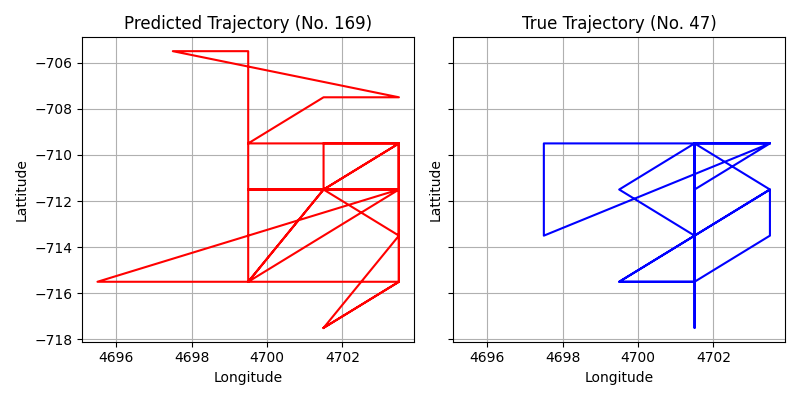 Predicted Trajectory (No. 169)
True Trajectory (No. 47)
Lattitude
−706
−708
−710
−712
−714
−716
−718
4696
4698
4700
4702
Longitude
Lattitude
4696
4698
4700
4702
Longitude